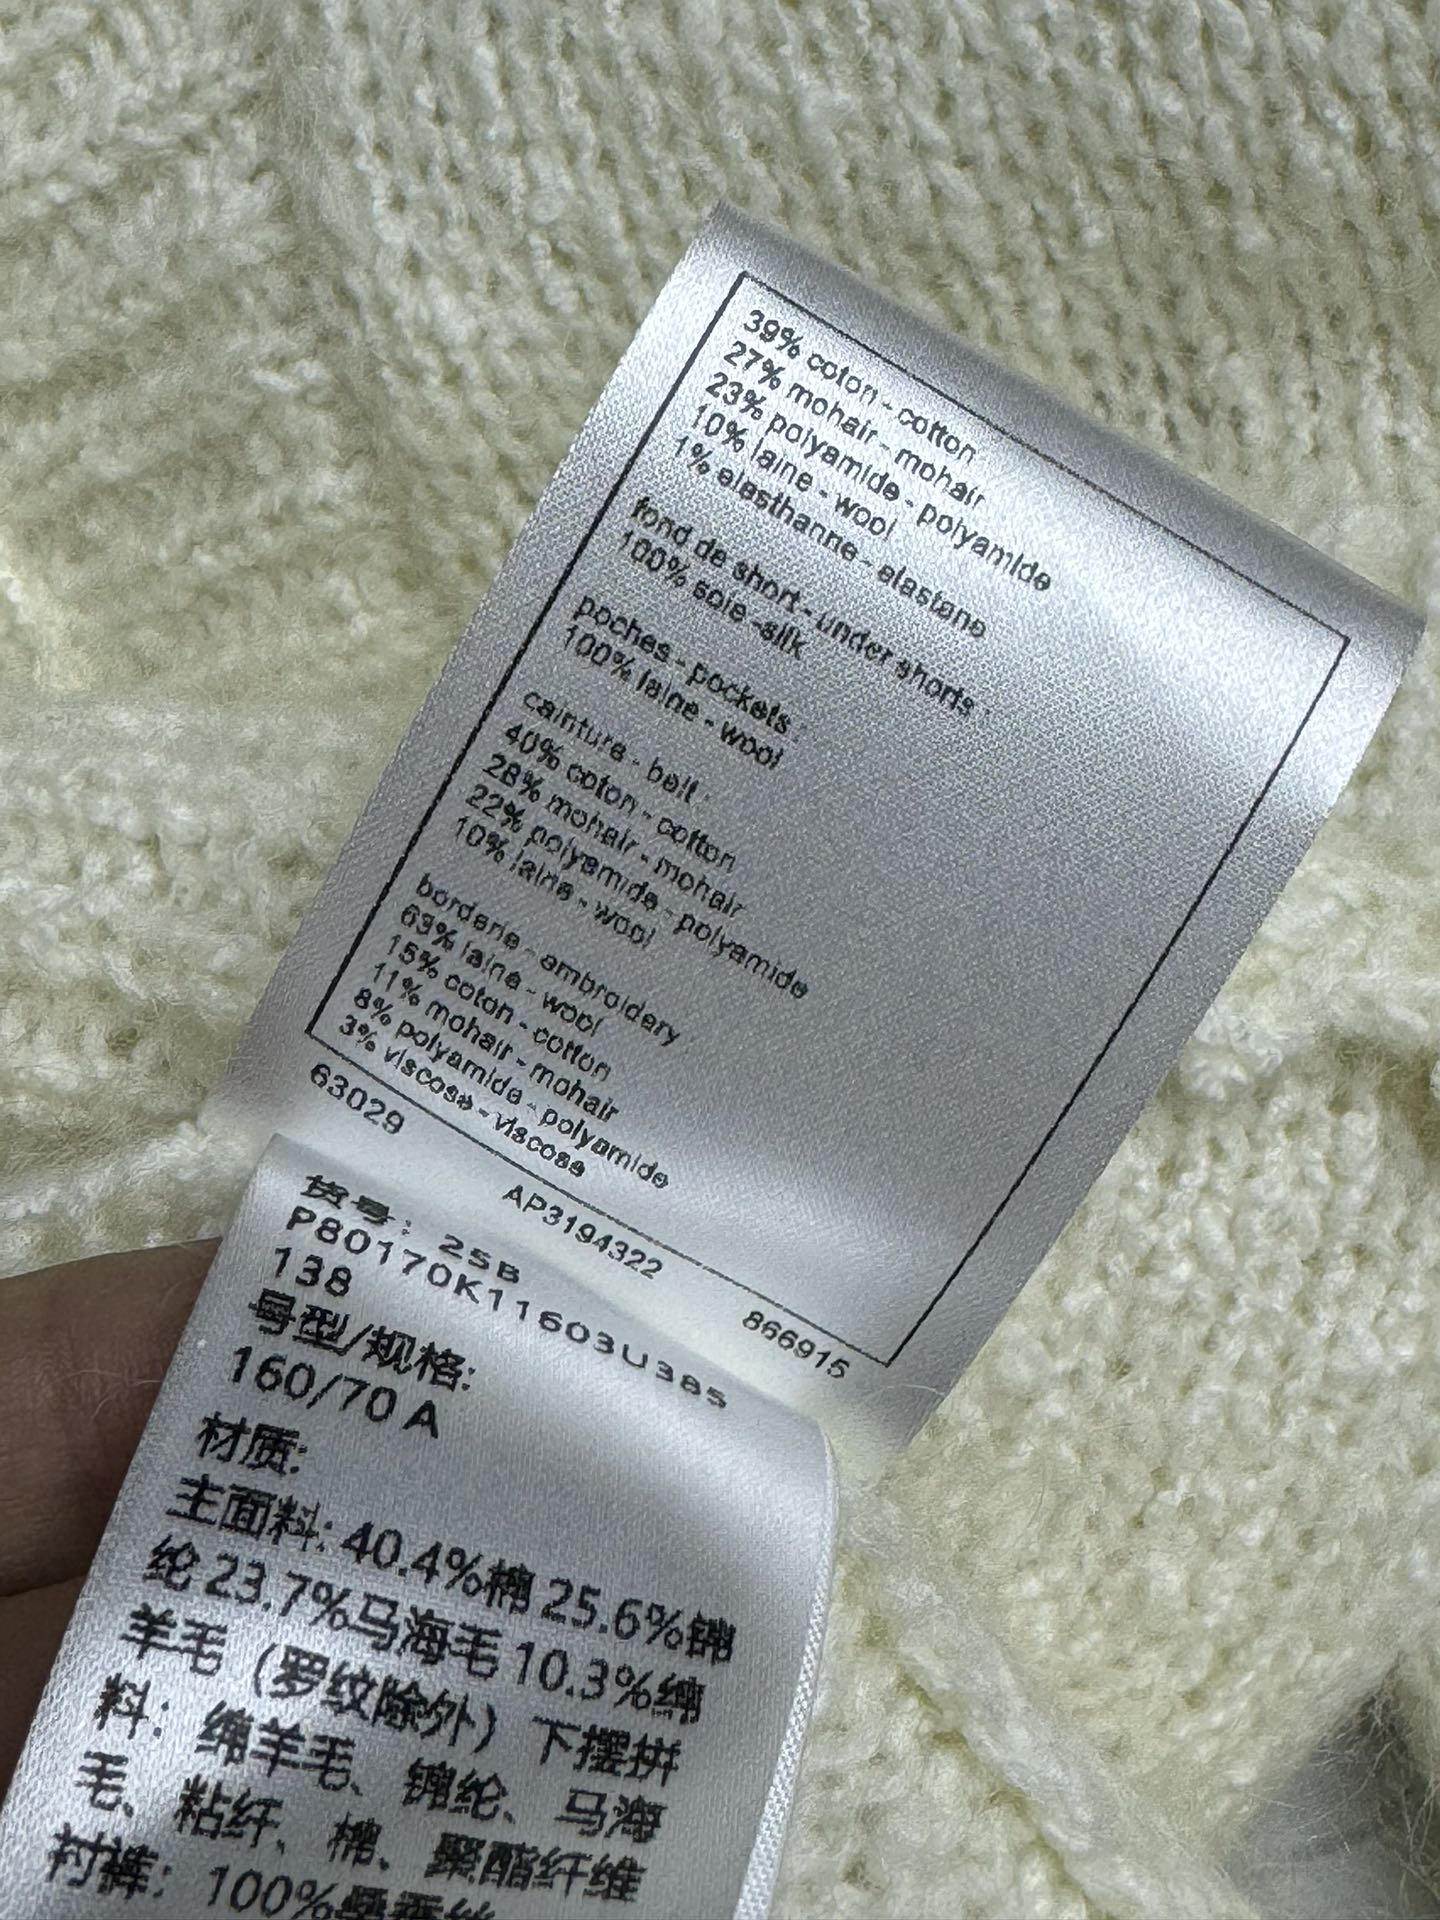 39% coton - cotton
27% mohair - mohair
23% polyamide - polyamide
10% laine - wool
1% elasthanne - elastane
fond de short - under shorts :
100% soie -silk
poches - pockets :
100% laine - wool
cainture - belt :
40% coton - cotton
28% mohair - mohair
22% polyamide - polyamide
10% laine - wool
borderie - embroidery :
63% laine - wool
15% coton - cotton
11% mohair - mohair
8% polyamide - polyamide
3% viscose - viscose
63029 AP3194322 866915
货号: 25B
P80170K11603U385
138
号型/规格:
160/70 A
材质:
主面料: 40.4%棉 25.6%锦
纶 23.7%马海毛 10.3%绵
羊毛（罗纹除外）下摆拼
料: 绵羊毛、锦纶、马海
毛、粘纤、棉、聚酯纤维
衬裤: 100%桑蚕丝